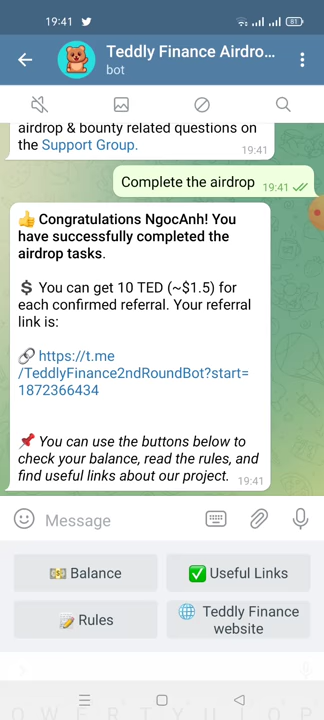 19:41
81
Teddly Finance Airdro...
bot
airdrop & bounty related questions on
the Support Group.
19:41
Complete the airdrop 19:41
👍 Congratulations NgocAnh! You
have successfully completed the
airdrop tasks.
💲 You can get 10 TED (~$1.5) for
each confirmed referral. Your referral
link is:
🔗 https://t.me
/TeddlyFinance2ndRoundBot?start=
1872366434
📌 You can use the buttons below to
check your balance, read the rules, and
find useful links about our project.
19:41
Message
💵 Balance
✅ Useful Links
📝 Rules
🌐 Teddly Finance
website